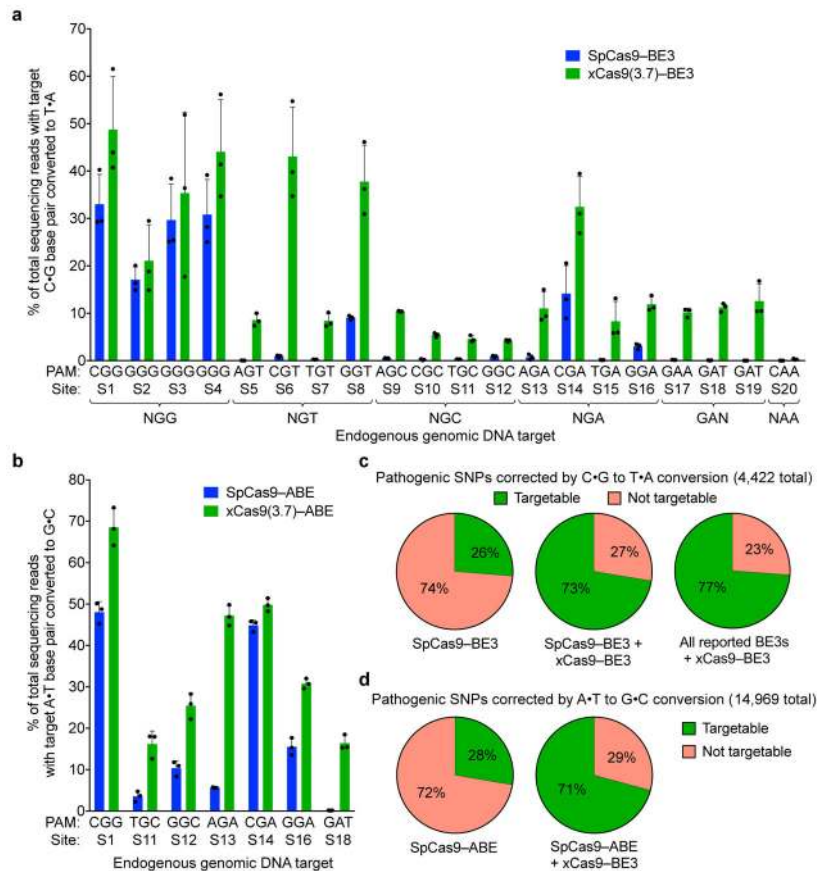 a
SpCas9–BE3
xCas9(3.7)–BE3
% of total sequencing reads with target
C•G base pair converted to T•A
70
60
50
40
30
20
10
0
PAM: CGG GGG GGG GGG AGT CGT TGT GGT AGC CGC TGC GGC AGA CGA TGA GGA GAA GAT GAT CAA
Site: S1 S2 S3 S4 S5 S6 S7 S8 S9 S10 S11 S12 S13 S14 S15 S16 S17 S18 S19 S20
NGG NGT NGC NGA GAN NAA
Endogenous genomic DNA target
b
SpCas9–ABE
xCas9(3.7)–ABE
% of total sequencing reads
with target A•T base pair converted to G•C
80
70
60
50
40
30
20
10
0
PAM: CGG TGC GGC AGA CGA GGA GAT
Site: S1 S11 S12 S13 S14 S16 S18
Endogenous genomic DNA target
c
Pathogenic SNPs corrected by C•G to T•A conversion (4,422 total)
Targetable Not targetable
26%
74%
SpCas9–BE3
27%
73%
SpCas9–BE3 +
xCas9–BE3
23%
77%
All reported BE3s
+ xCas9–BE3
d
Pathogenic SNPs corrected by A•T to G•C conversion (14,969 total)
Targetable
Not targetable
28%
72%
SpCas9–ABE
29%
71%
SpCas9–ABE
+ xCas9–BE3